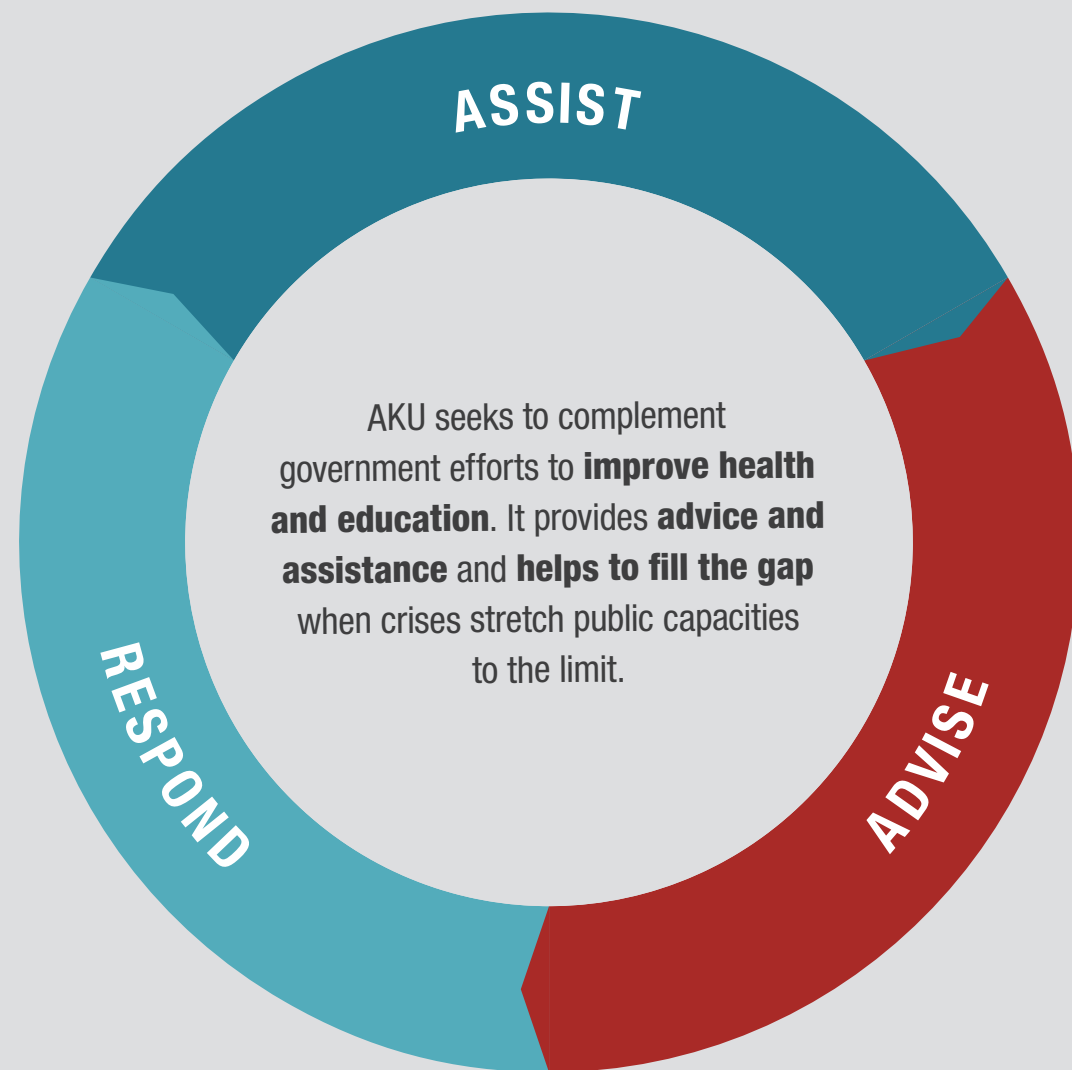 ASSIST
AKU seeks to complement
government efforts to improve health
and education. It provides advice and
assistance and helps to fill the gap
when crises stretch public capacities
to the limit.
RESPOND
ADVISE